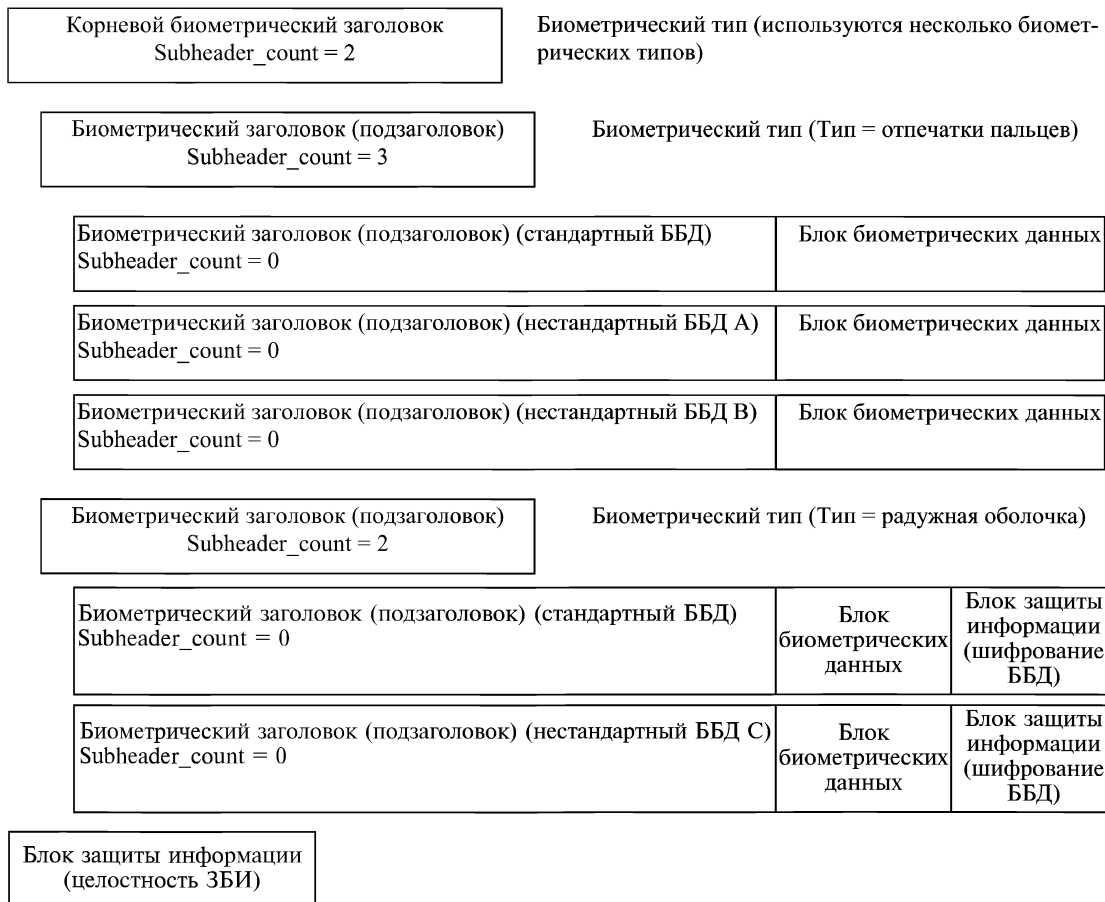 Корневой биометрический заголовок
Subheader_count = 2
Биометрический тип (используются несколько биомет-
рических типов)
Биометрический заголовок (подзаголовок)
Subheader_count = 3
Биометрический тип (Тип = отпечатки пальцев)
Биометрический заголовок (подзаголовок) (стандартный ББД)
Subheader_count = 0
Блок биометрических данных
Биометрический заголовок (подзаголовок) (нестандартный ББД А)
Subheader_count = 0
Блок биометрических данных
Биометрический заголовок (подзаголовок) (нестандартный ББД В)
Subheader_count = 0
Блок биометрических данных
Биометрический заголовок (подзаголовок)
Subheader_count = 2
Биометрический тип (Тип = радужная оболочка)
Биометрический заголовок (подзаголовок) (стандартный ББД)
Subheader_count = 0
Блок
биометрических
данных
Блок защиты
информации
(шифрование
ББД)
Биометрический заголовок (подзаголовок) (нестандартный ББД С)
Subheader_count = 0
Блок
биометрических
данных
Блок защиты
информации
(шифрование
ББД)
Блок защиты информации
(целостность ЗБИ)